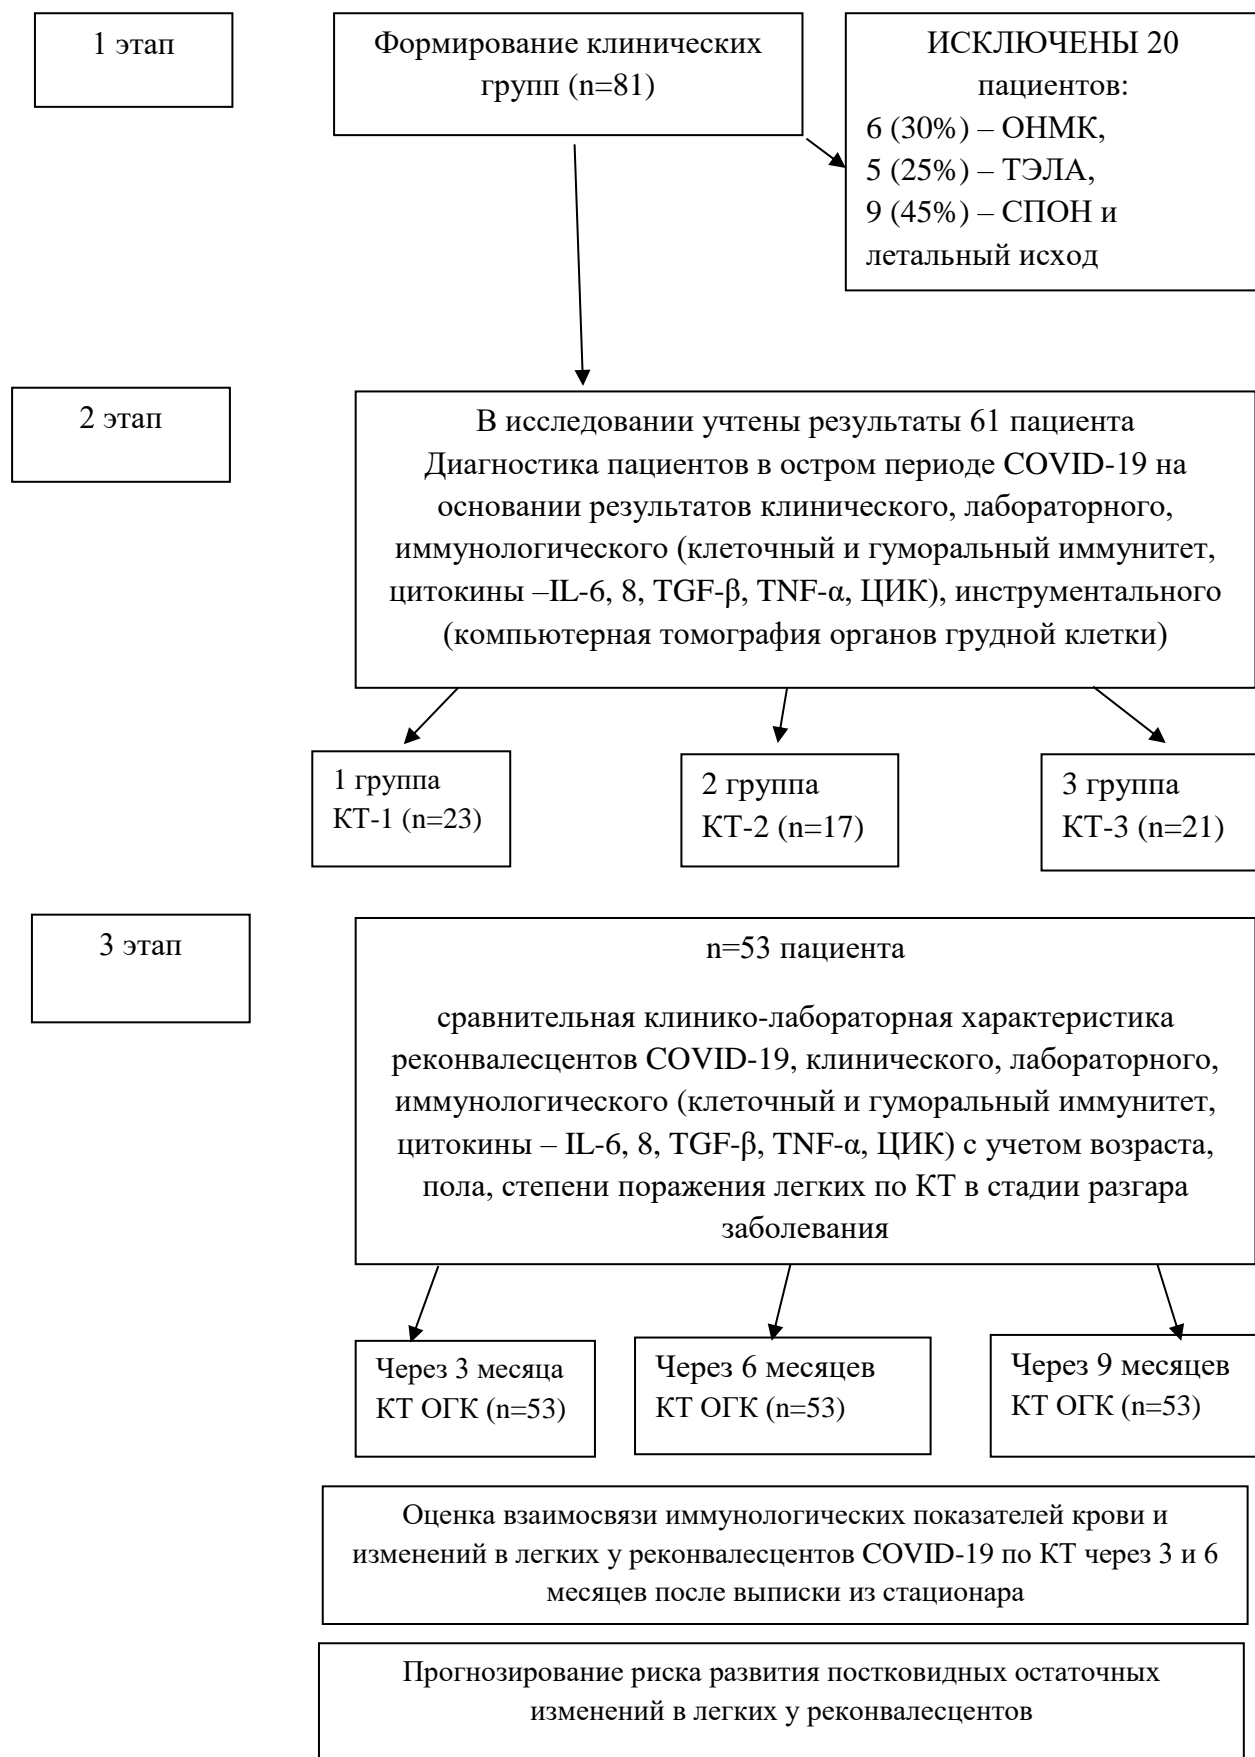 1 этап
Формирование клинических
групп (n=81)
ИСКЛЮЧЕНЫ 20
пациентов:
6 (30%) – ОНМК,
5 (25%) – ТЭЛА,
9 (45%) – СПОН и
летальный исход
2 этап
В исследовании учтены результаты 61 пациента
Диагностика пациентов в остром периоде COVID-19 на
основании результатов клинического, лабораторного,
иммунологического (клеточный и гуморальный иммунитет,
цитокины –IL-6, 8, TGF-β, TNF-α, ЦИК), инструментального
(компьютерная томография органов грудной клетки)
1 группа
КТ-1 (n=23)
2 группа
КТ-2 (n=17)
3 группа
КТ-3 (n=21)
3 этап
n=53 пациента
сравнительная клинико-лабораторная характеристика
реконвалесцентов COVID-19, клинического, лабораторного,
иммунологического (клеточный и гуморальный иммунитет,
цитокины – IL-6, 8, TGF-β, TNF-α, ЦИК) с учетом возраста,
пола, степени поражения легких по КТ в стадии разгара
заболевания
Через 3 месяца
КТ ОГК (n=53)
Через 6 месяцев
КТ ОГК (n=53)
Через 9 месяцев
КТ ОГК (n=53)
Оценка взаимосвязи иммунологических показателей крови и
изменений в легких у реконвалесцентов COVID-19 по КТ через 3 и 6
месяцев после выписки из стационара
Прогнозирование риска развития постковидных остаточных
изменений в легких у реконвалесцентов